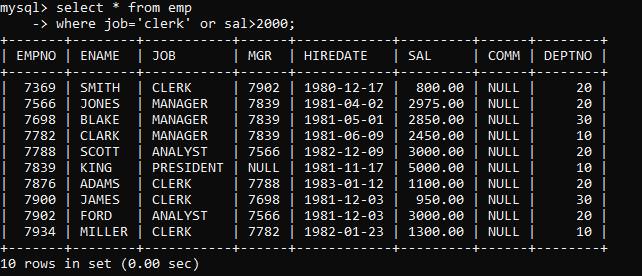 mysql> select * from emp
    -> where job='clerk' or sal>2000;
+-------+--------+-----------+------+------------+---------+------+--------+
| EMPNO | ENAME  | JOB       | MGR  | HIREDATE   | SAL     | COMM | DEPTNO |
+-------+--------+-----------+------+------------+---------+------+--------+
|  7369 | SMITH  | CLERK     | 7902 | 1980-12-17 |  800.00 | NULL |     20 |
|  7566 | JONES  | MANAGER   | 7839 | 1981-04-02 | 2975.00 | NULL |     20 |
|  7698 | BLAKE  | MANAGER   | 7839 | 1981-05-01 | 2850.00 | NULL |     30 |
|  7782 | CLARK  | MANAGER   | 7839 | 1981-06-09 | 2450.00 | NULL |     10 |
|  7788 | SCOTT  | ANALYST   | 7566 | 1982-12-09 | 3000.00 | NULL |     20 |
|  7839 | KING   | PRESIDENT | NULL | 1981-11-17 | 5000.00 | NULL |     10 |
|  7876 | ADAMS  | CLERK     | 7788 | 1983-01-12 | 1100.00 | NULL |     20 |
|  7900 | JAMES  | CLERK     | 7698 | 1981-12-03 |  950.00 | NULL |     30 |
|  7902 | FORD   | ANALYST   | 7566 | 1981-12-03 | 3000.00 | NULL |     20 |
|  7934 | MILLER | CLERK     | 7782 | 1982-01-23 | 1300.00 | NULL |     10 |
+-------+--------+-----------+------+------------+---------+------+--------+
10 rows in set (0.00 sec)